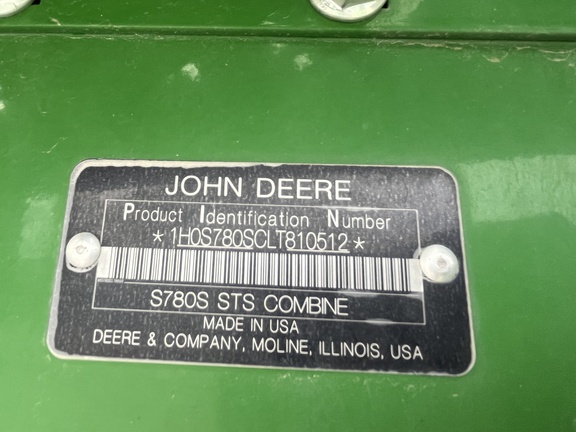 JOHN DEERE
Product Identification Number
*1H0S780SCLT810512*
S780S STS COMBINE
MADE IN USA
DEERE & COMPANY, MOLINE, ILLINOIS, USA